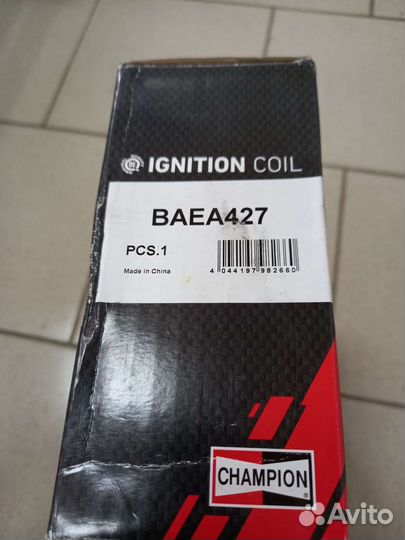 IGNITION COIL
BAEA427
PCS.1
Made in China
4 044197 982660
CHAMPION
Avito